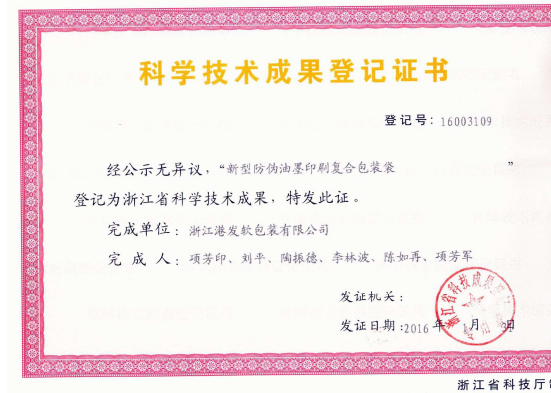 科学技术成果登记证书
登记号：16003109
经公示无异议，“新型防伪油墨印刷复合包装袋”
登记为浙江省科学技术成果，特发此证。
完成单位：浙江港发软包装有限公司
完成人：项芳印、刘平、陶振德、李林波、陈如再、项芳军
发证机关：
发证日期：2016年 月 日
浙江省科技厅